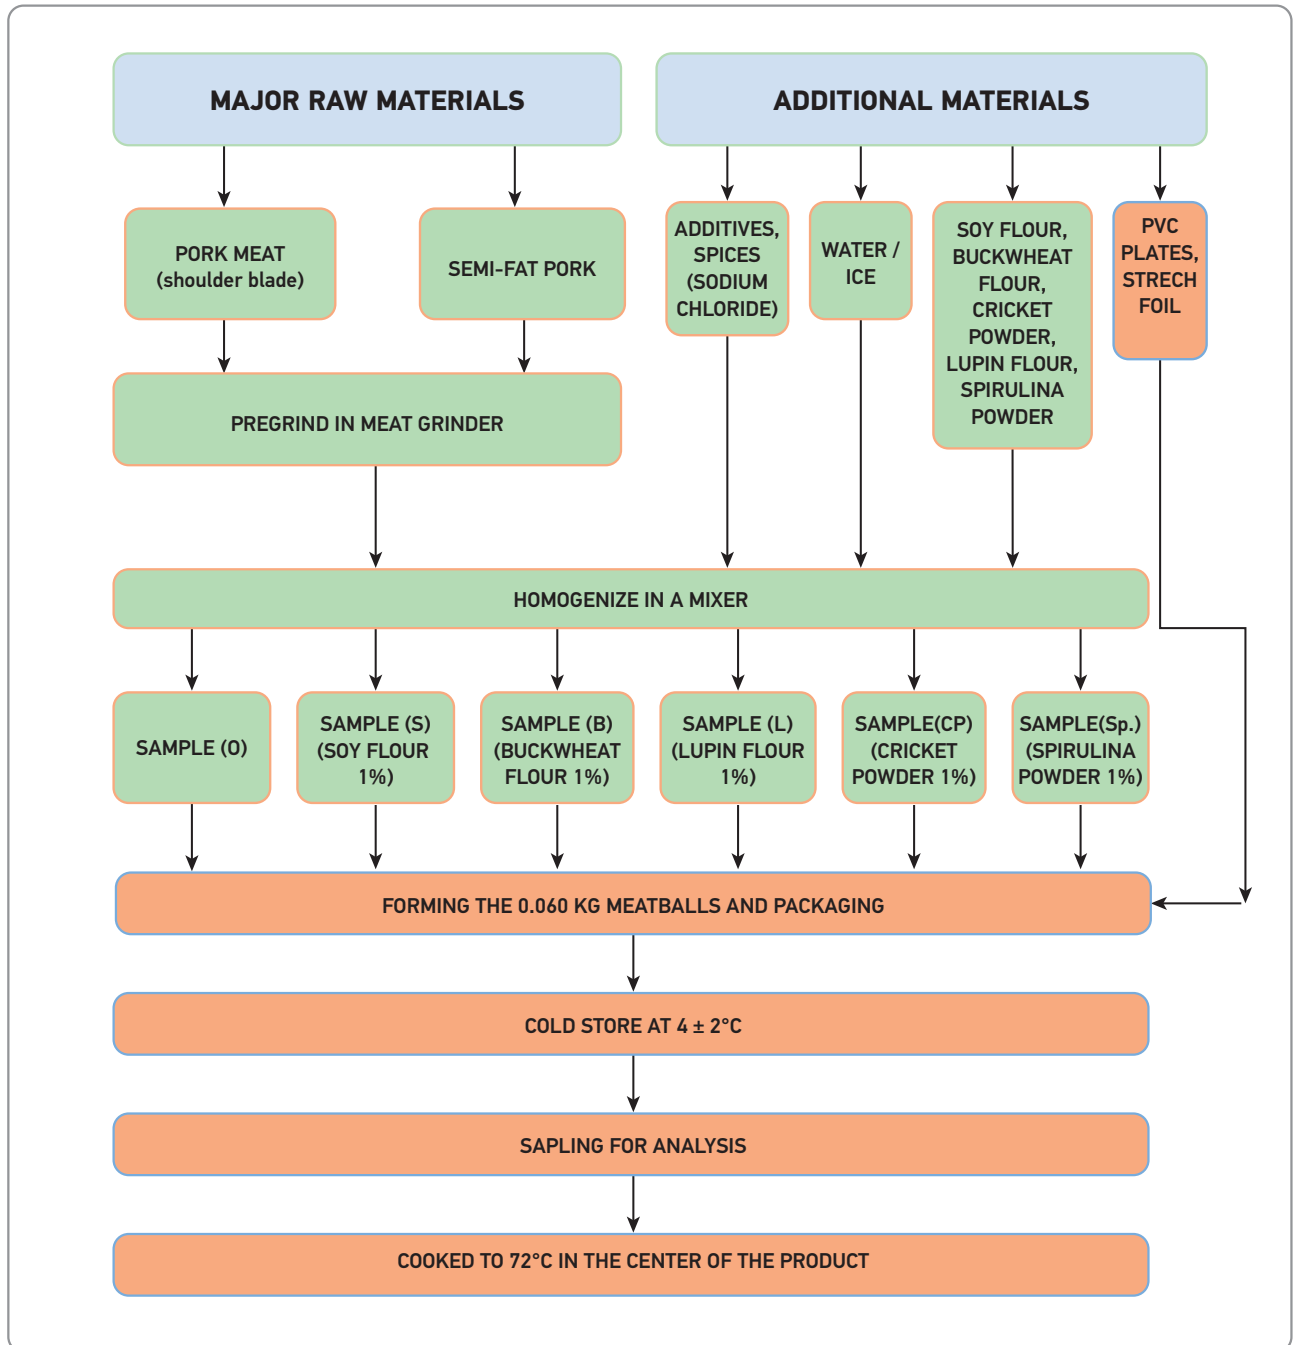 MAJOR RAW MATERIALS
ADDITIONAL MATERIALS
PORK MEAT
(shoulder blade)
SEMI-FAT PORK
ADDITIVES,
SPICES
(SODIUM
CHLORIDE)
WATER /
ICE
SOY FLOUR,
BUCKWHEAT
FLOUR,
CRICKET
POWDER,
LUPIN FLOUR,
SPIRULINA
POWDER
PVC
PLATES,
STRECH
FOIL
PREGRIND IN MEAT GRINDER
HOMOGENIZE IN A MIXER
SAMPLE (O)
SAMPLE (S)
(SOY FLOUR
1%)
SAMPLE (B)
(BUCKWHEAT
FLOUR 1%)
SAMPLE (L)
(LUPIN FLOUR
1%)
SAMPLE(CP)
(CRICKET
POWDER 1%)
SAMPLE(Sp.)
(SPIRULINA
POWDER 1%)
FORMING THE 0.060 KG MEATBALLS AND PACKAGING
COLD STORE AT 4 ± 2°C
SAPLING FOR ANALYSIS
COOKED TO 72°C IN THE CENTER OF THE PRODUCT